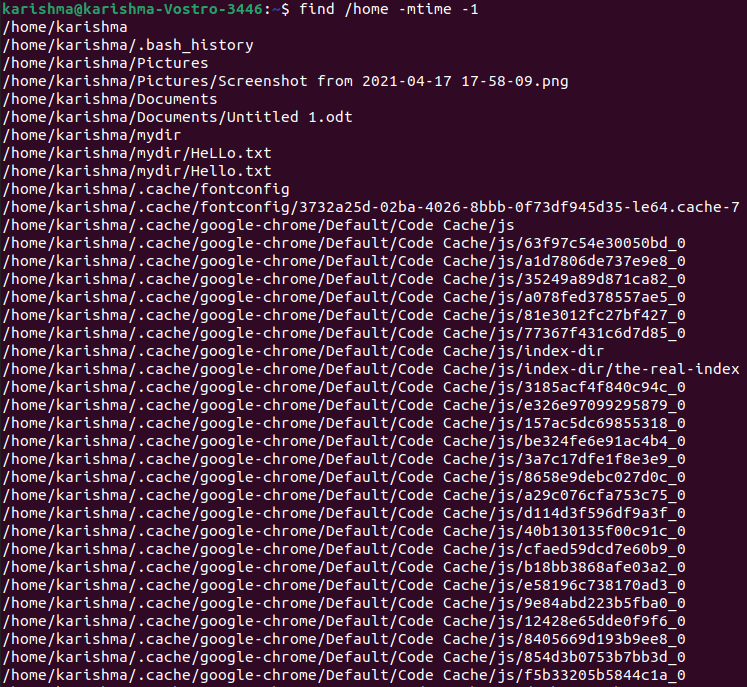 karishma@karishma-Vostro-3446:~$ find /home -mtime -1
/home/karishma
/home/karishma/.bash_history
/home/karishma/Pictures
/home/karishma/Pictures/Screenshot from 2021-04-17 17-58-09.png
/home/karishma/Documents
/home/karishma/Documents/Untitled 1.odt
/home/karishma/mydir
/home/karishma/mydir/HeLLo.txt
/home/karishma/mydir/Hello.txt
/home/karishma/.cache/fontconfig
/home/karishma/.cache/fontconfig/3732a25d-02ba-4026-8bbb-0f73df945d35-le64.cache-7
/home/karishma/.cache/google-chrome/Default/Code Cache/js
/home/karishma/.cache/google-chrome/Default/Code Cache/js/63f97c54e30050bd_0
/home/karishma/.cache/google-chrome/Default/Code Cache/js/a1d7806de737e9e8_0
/home/karishma/.cache/google-chrome/Default/Code Cache/js/35249a89d871ca82_0
/home/karishma/.cache/google-chrome/Default/Code Cache/js/a078fed378557ae5_0
/home/karishma/.cache/google-chrome/Default/Code Cache/js/81e3012fc27bf427_0
/home/karishma/.cache/google-chrome/Default/Code Cache/js/77367f431c6d7d85_0
/home/karishma/.cache/google-chrome/Default/Code Cache/js/index-dir
/home/karishma/.cache/google-chrome/Default/Code Cache/js/index-dir/the-real-index
/home/karishma/.cache/google-chrome/Default/Code Cache/js/3185acf4f840c94c_0
/home/karishma/.cache/google-chrome/Default/Code Cache/js/e326e97099295879_0
/home/karishma/.cache/google-chrome/Default/Code Cache/js/157ac5dc69855318_0
/home/karishma/.cache/google-chrome/Default/Code Cache/js/be324fe6e91ac4b4_0
/home/karishma/.cache/google-chrome/Default/Code Cache/js/3a7c17dfe1f8e3e9_0
/home/karishma/.cache/google-chrome/Default/Code Cache/js/8658e9debc027d0c_0
/home/karishma/.cache/google-chrome/Default/Code Cache/js/a29c076cfa753c75_0
/home/karishma/.cache/google-chrome/Default/Code Cache/js/d114d3f596df9a3f_0
/home/karishma/.cache/google-chrome/Default/Code Cache/js/40b130135f00c91c_0
/home/karishma/.cache/google-chrome/Default/Code Cache/js/cfaed59dcd7e60b9_0
/home/karishma/.cache/google-chrome/Default/Code Cache/js/b18bb3868afe03a2_0
/home/karishma/.cache/google-chrome/Default/Code Cache/js/e58196c738170ad3_0
/home/karishma/.cache/google-chrome/Default/Code Cache/js/9e84abd223b5fba0_0
/home/karishma/.cache/google-chrome/Default/Code Cache/js/12428e65dde0f9f6_0
/home/karishma/.cache/google-chrome/Default/Code Cache/js/8405669d193b9ee8_0
/home/karishma/.cache/google-chrome/Default/Code Cache/js/854d3b0753b7bb3d_0
/home/karishma/.cache/google-chrome/Default/Code Cache/js/f5b33205b5844c1a_0